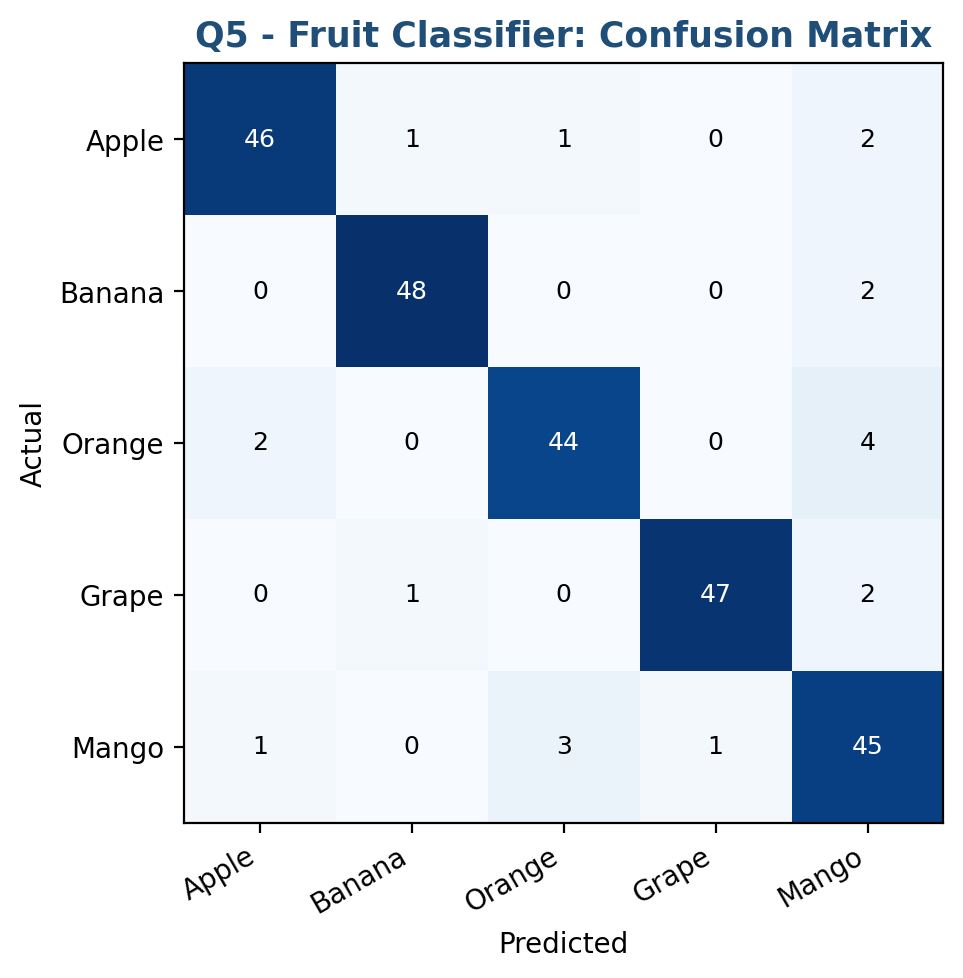 Q5 - Fruit Classifier: Confusion Matrix
Apple 46 1 1 0 2
Banana 0 48 0 0 2
Orange 2 0 44 0 4
Grape 0 1 0 47 2
Mango 1 0 3 1 45
Actual
Apple Banana Orange Grape Mango
Predicted